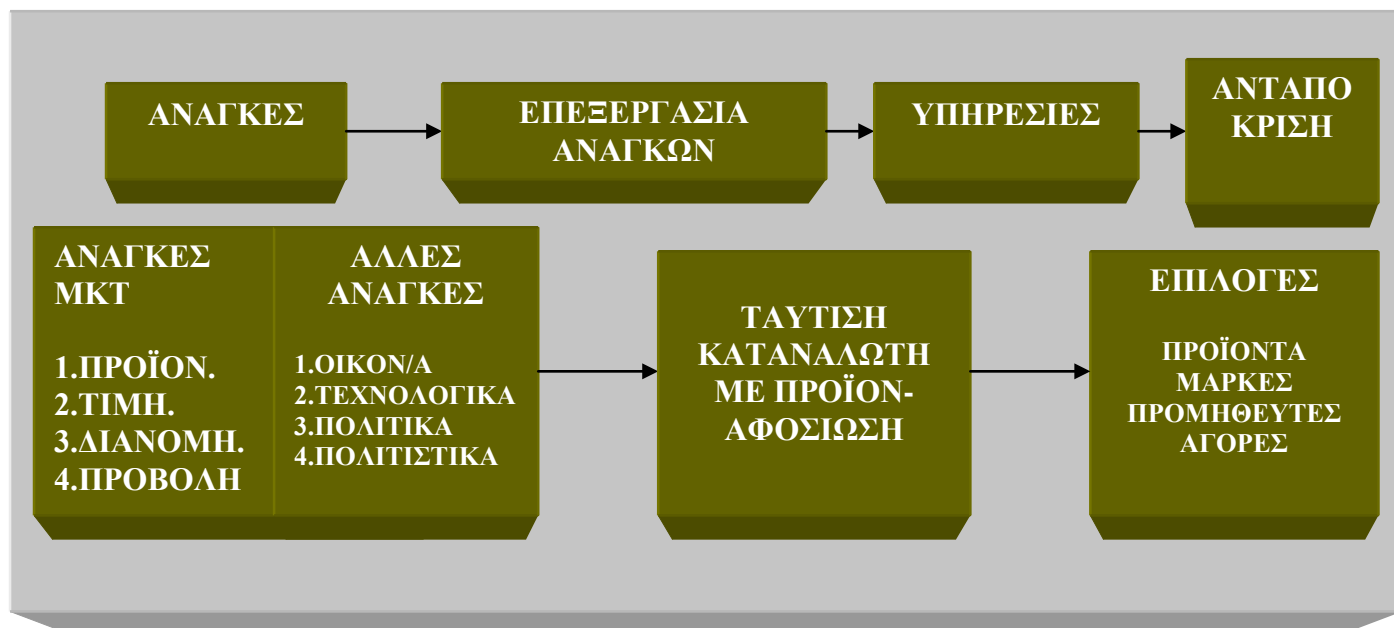 ΑΝΑΓΚΕΣ
ΕΠΕΞΕΡΓΑΣΙΑ
ΑΝΑΓΚΩΝ
ΥΠΗΡΕΣΙΕΣ
ΑΝΤΑΠΟ
ΚΡΙΣΗ
ΑΝΑΓΚΕΣ
ΜΚΤ
1.ΠΡΟΪΟΝ.
2.ΤΙΜΗ.
3.ΔΙΑΝΟΜΗ.
4.ΠΡΟΒΟΛΗ
ΑΛΛΕΣ
ΑΝΑΓΚΕΣ
1.ΟΙΚΟΝ/Α
2.ΤΕΧΝΟΛΟΓΙΚΑ
3.ΠΟΛΙΤΙΚΑ
4.ΠΟΛΙΤΙΣΤΙΚΑ
ΤΑΥΤΙΣΗ
ΚΑΤΑΝΑΛΩΤΗ
ΜΕ ΠΡΟΪΟΝ-
ΑΦΟΣΙΩΣΗ
ΕΠΙΛΟΓΕΣ
ΠΡΟΪΟΝΤΑ
ΜΑΡΚΕΣ
ΠΡΟΜΗΘΕΥΤΕΣ
ΑΓΟΡΕΣ